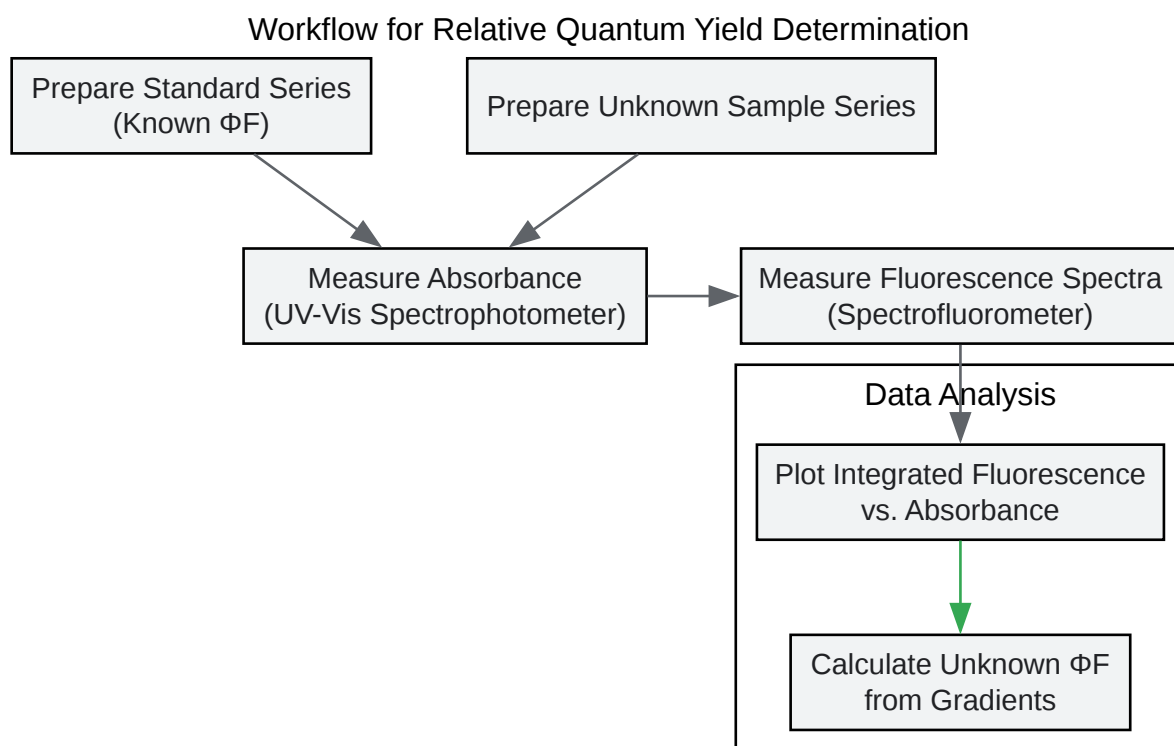 Workflow for Relative Quantum Yield Determination
Prepare Standard Series
(Known ΦF)
Prepare Unknown Sample Series
Measure Absorbance
(UV-Vis Spectrophotometer)
Measure Fluorescence Spectra
(Spectrofluorometer)
Data Analysis
Plot Integrated Fluorescence
vs. Absorbance
Calculate Unknown ΦF
from Gradients